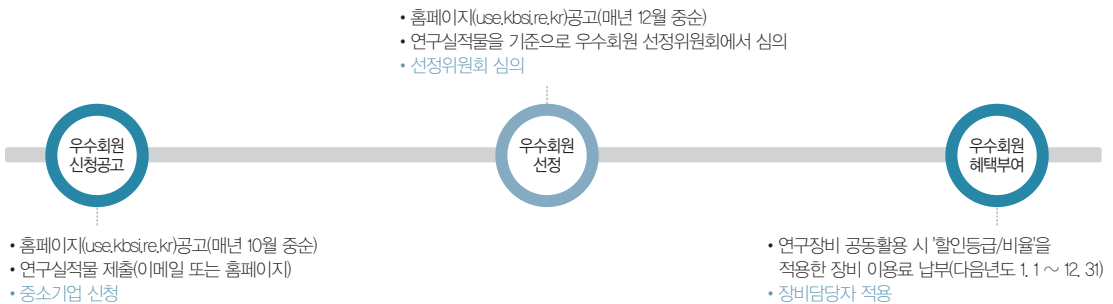 • 홈페이지(use.kbsi.re.kr)공고(매년 12월 중순)
• 연구실적물을 기준으로 우수회원 선정위원회에서 심의
• 선정위원회 심의
우수회원
신청공고
우수회원
선정
우수회원
혜택부여
• 홈페이지(use.kbsi.re.kr)공고(매년 10월 중순)
• 연구실적물 제출(이메일 또는 홈페이지)
• 중소기업 신청
• 연구장비 공동활용 시 '할인등급/비율'을
적용한 장비 이용료 납부(다음년도 1. 1 ~ 12. 31)
• 장비담당자 적용